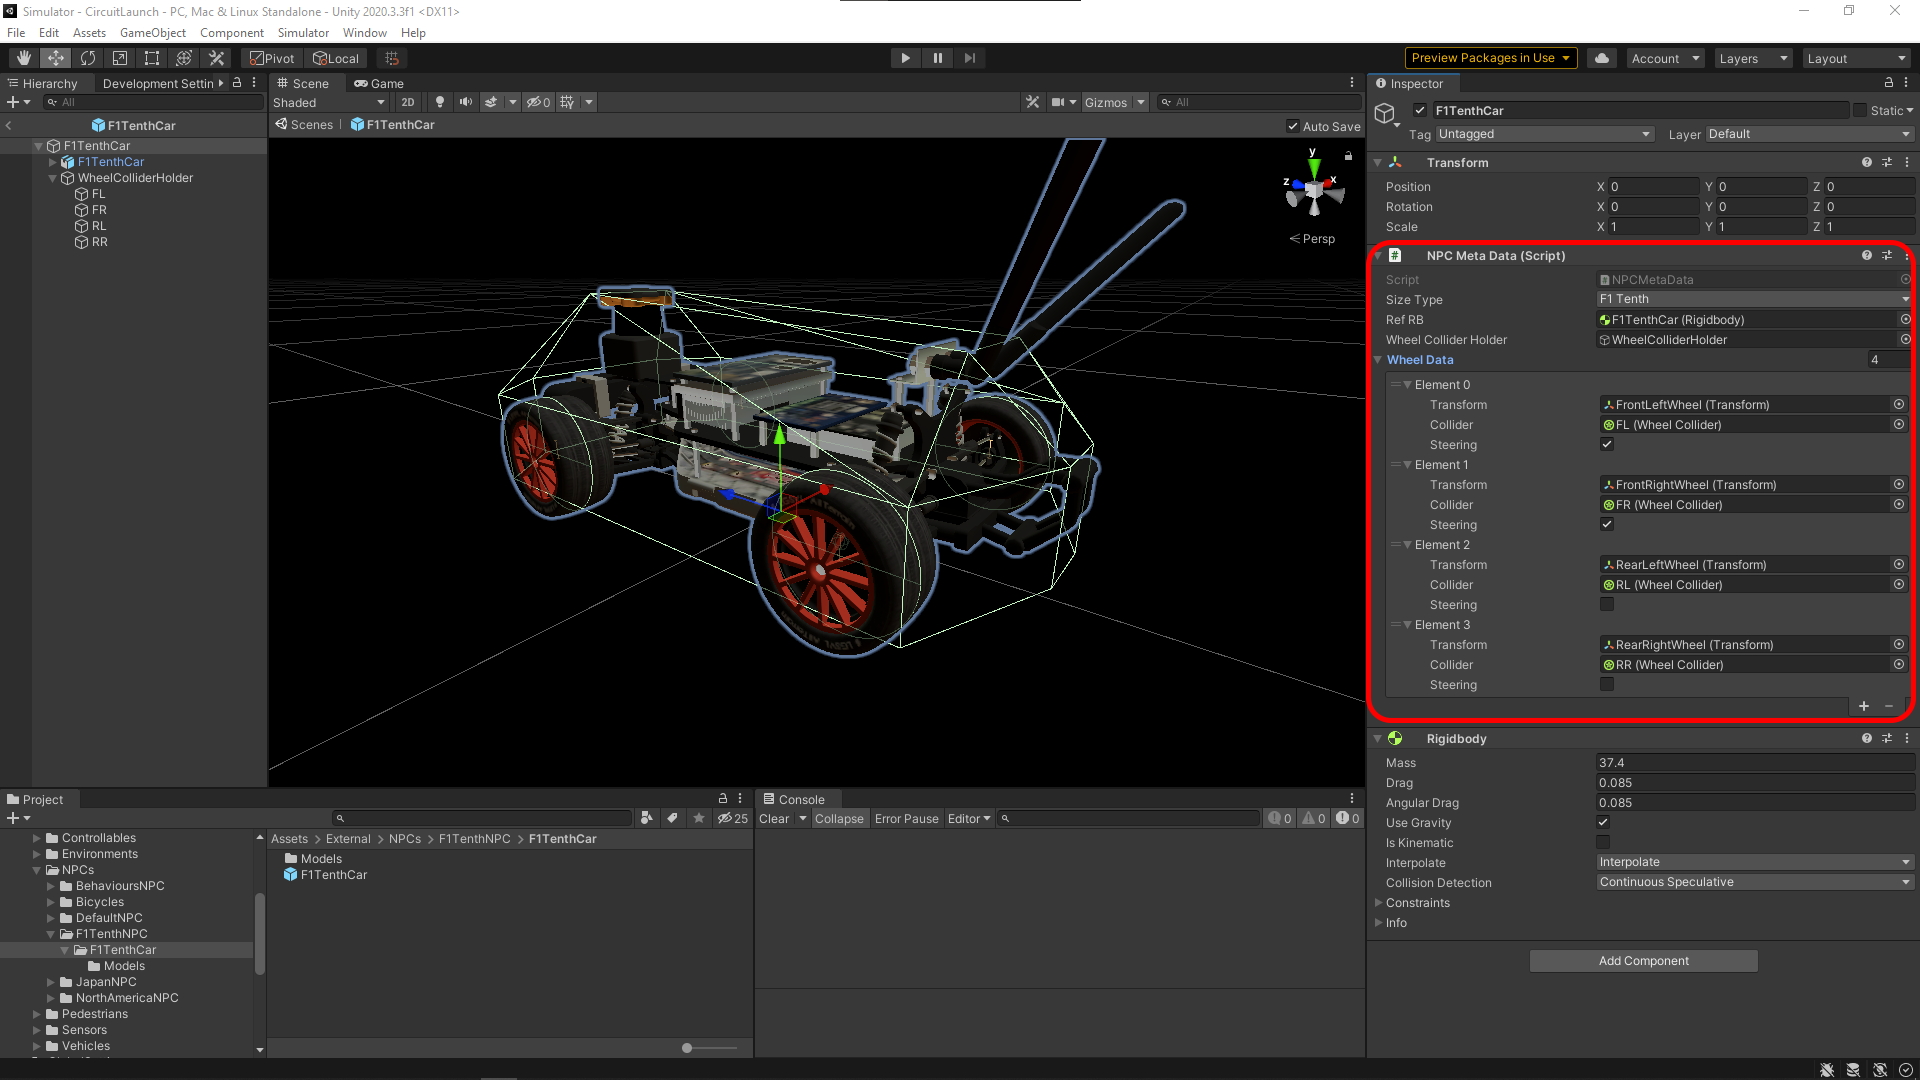 Simulator - CircuitLaunch - PC, Mac & Linux Standalone - Unity 2020.3.3f1 <DX11>
File Edit Assets GameObject Component Simulator Window Help
Pivot Local Preview Packages in Use Account Layers Layout
Hierarchy Development Settin
All
F1TenthCar
F1TenthCar
F1TenthCar
WheelColliderHolder
FL
FR
RL
RR
Scene Game
Shaded 2D 0 Gizmos All
Scenes F1TenthCar Auto Save
y
z x
Persp
Inspector
F1TenthCar Static
Tag Untagged Layer Default
Transform
Position X 0 Y 0 Z 0
Rotation X 0 Y 0 Z 0
Scale X 1 Y 1 Z 1
NPC Meta Data (Script)
Script NPCMetaData
Size Type F1 Tenth
Ref RB F1TenthCar (Rigidbody)
Wheel Collider Holder WheelColliderHolder
Wheel Data 4
Element 0
Transform FrontLeftWheel (Transform)
Collider FL (Wheel Collider)
Steering
Element 1
Transform FrontRightWheel (Transform)
Collider FR (Wheel Collider)
Steering
Element 2
Transform RearLeftWheel (Transform)
Collider RL (Wheel Collider)
Steering
Element 3
Transform RearRightWheel (Transform)
Collider RR (Wheel Collider)
Steering
Rigidbody
Mass 37.4
Drag 0.085
Angular Drag 0.085
Use Gravity
Is Kinematic
Interpolate Interpolate
Collision Detection Continuous Speculative
Constraints
Info
Add Component
Project
25
Controllables
Environments
NPCs
BehavioursNPC
Bicycles
DefaultNPC
F1TenthNPC
F1TenthCar
Models
JapanNPC
NorthAmericaNPC
Pedestrians
Sensors
Vehicles
Assets > External > NPCs > F1TenthNPC > F1TenthCar
Models
F1TenthCar
Console
Clear Collapse Error Pause Editor 0 0 0